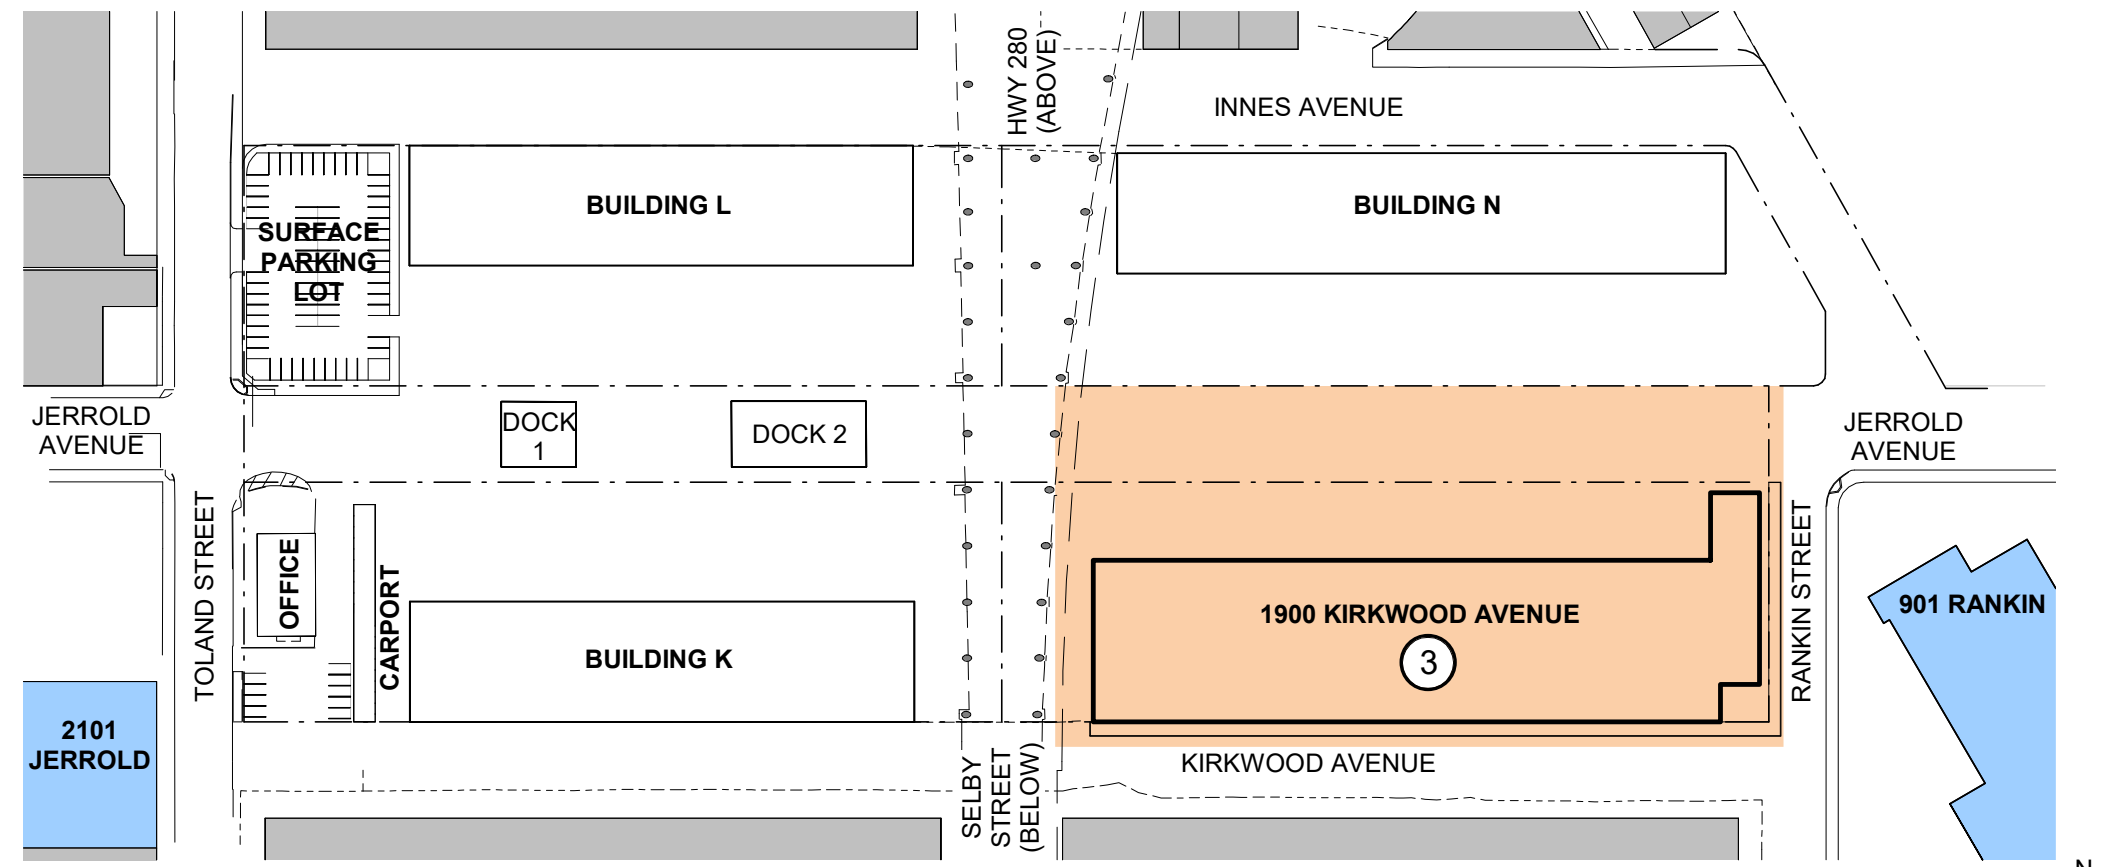 HWY 280
(ABOVE)
INNES AVENUE
BUILDING L
BUILDING N
SURFACE
PARKING
LOT
JERROLD
AVENUE
DOCK
1
DOCK 2
JERROLD
AVENUE
TOLAND STREET
OFFICE
CARPORT
BUILDING K
1900 KIRKWOOD AVENUE
3
RANKIN STREET
901 RANKIN
2101
JERROLD
SELBY
STREET
(BELOW)
KIRKWOOD AVENUE
N